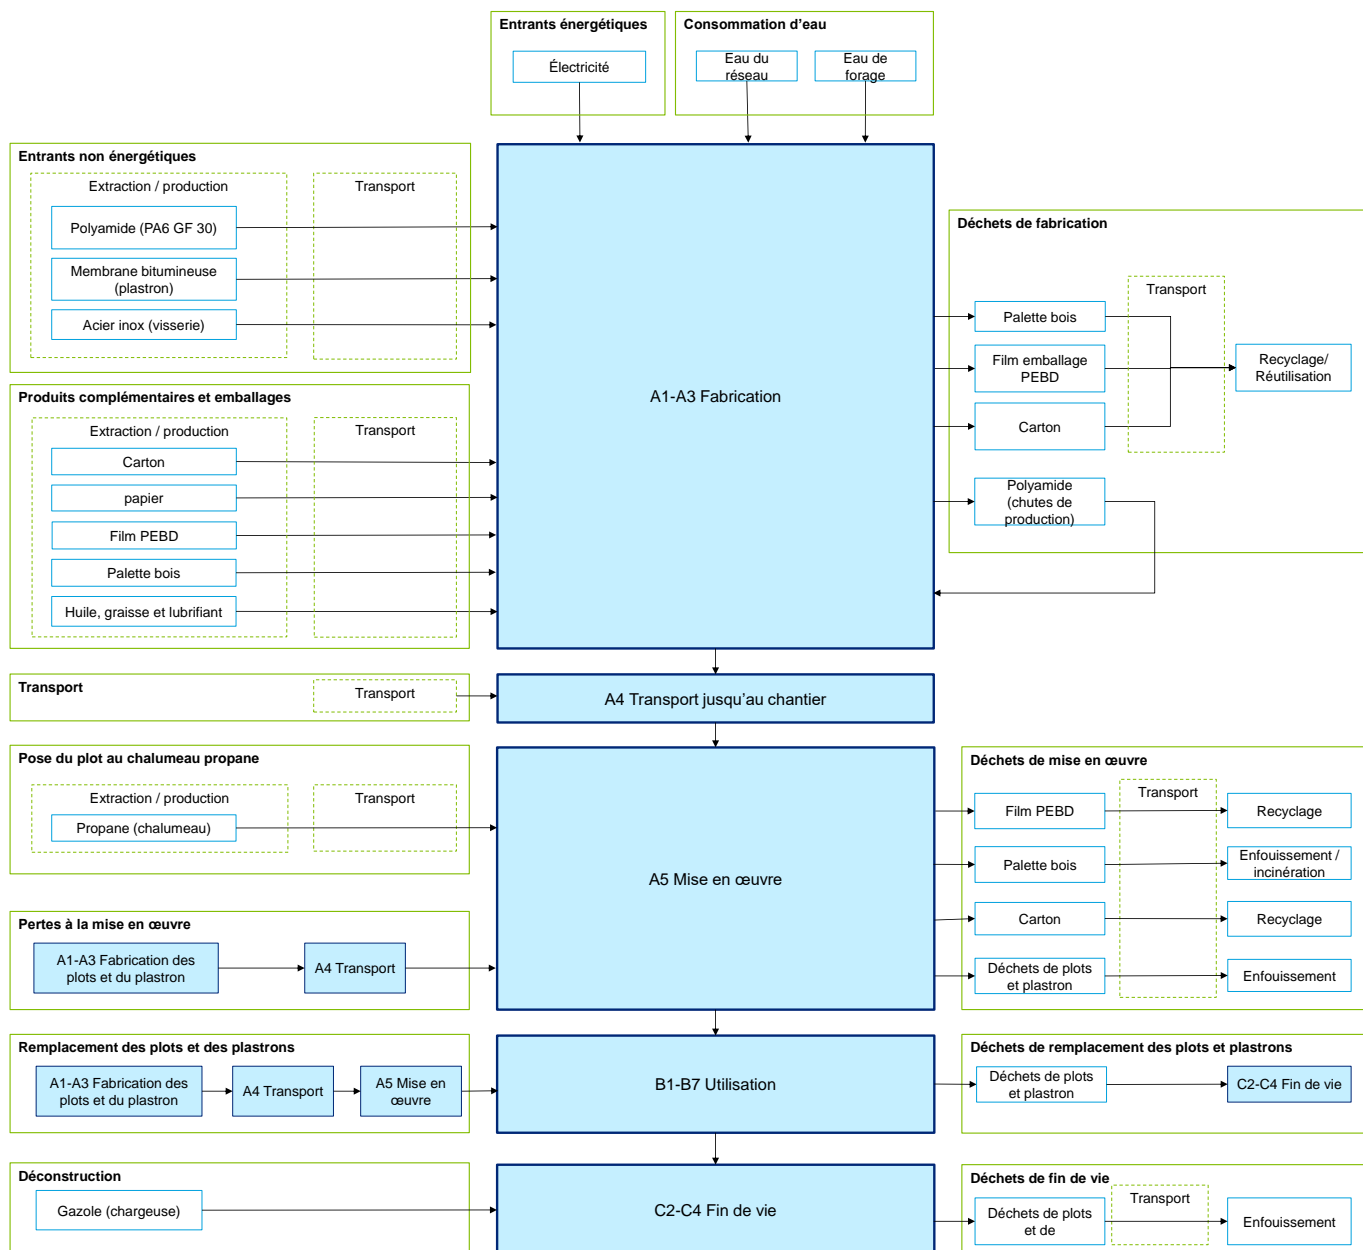 Entrants énergétiques
Électricité
Consommation d’eau
Eau du
réseau
Eau de
forage
Entrants non énergétiques
Extraction / production
Transport
Polyamide (PA6 GF 30)
Membrane bitumineuse
(plastron)
Acier inox (visserie)
Produits complémentaires et emballages
Extraction / production
Transport
Carton
papier
Film PEBD
Palette bois
Huile, graisse et lubrifiant
A1-A3 Fabrication
Déchets de fabrication
Transport
Palette bois
Film emballage
PEBD
Carton
Polyamide
(chutes de
production)
Recyclage/
Réutilisation
Transport
Transport
A4 Transport jusqu’au chantier
Pose du plot au chalumeau propane
Extraction / production
Transport
Propane (chalumeau)
A5 Mise en œuvre
Déchets de mise en œuvre
Transport
Film PEBD
Recyclage
Palette bois
Enfouissement /
incinération
Carton
Recyclage
Déchets de plots
et plastron
Enfouissement
Pertes à la mise en œuvre
A1-A3 Fabrication des
plots et du plastron
A4 Transport
Remplacement des plots et des plastrons
A1-A3 Fabrication des
plots et du plastron
A4 Transport
A5 Mise en
œuvre
B1-B7 Utilisation
Déchets de remplacement des plots et plastrons
Déchets de plots
et plastron
C2-C4 Fin de vie
Déconstruction
Gazole (chargeuse)
C2-C4 Fin de vie
Déchets de fin de vie
Transport
Déchets de plots
et de
Enfouissement